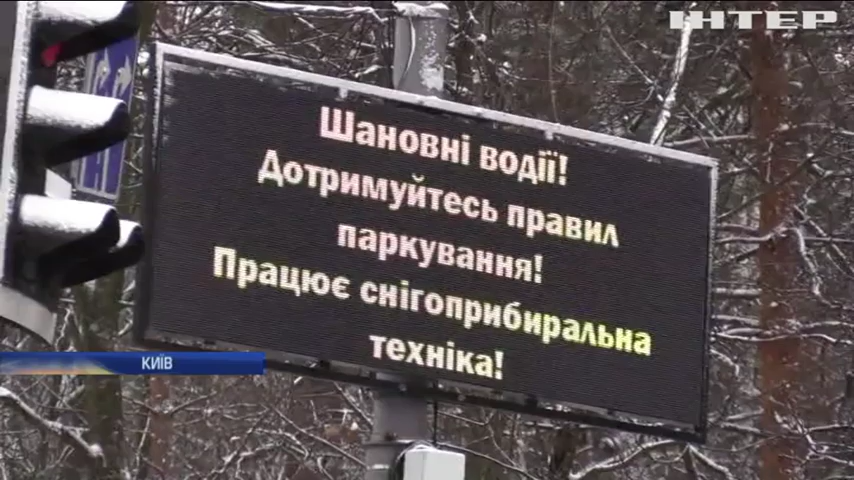 ІНТЕР
Шановні водії!
Дотримуйтесь правил
паркування!
Працює снігоприбиральна
техніка!
КИЇВ